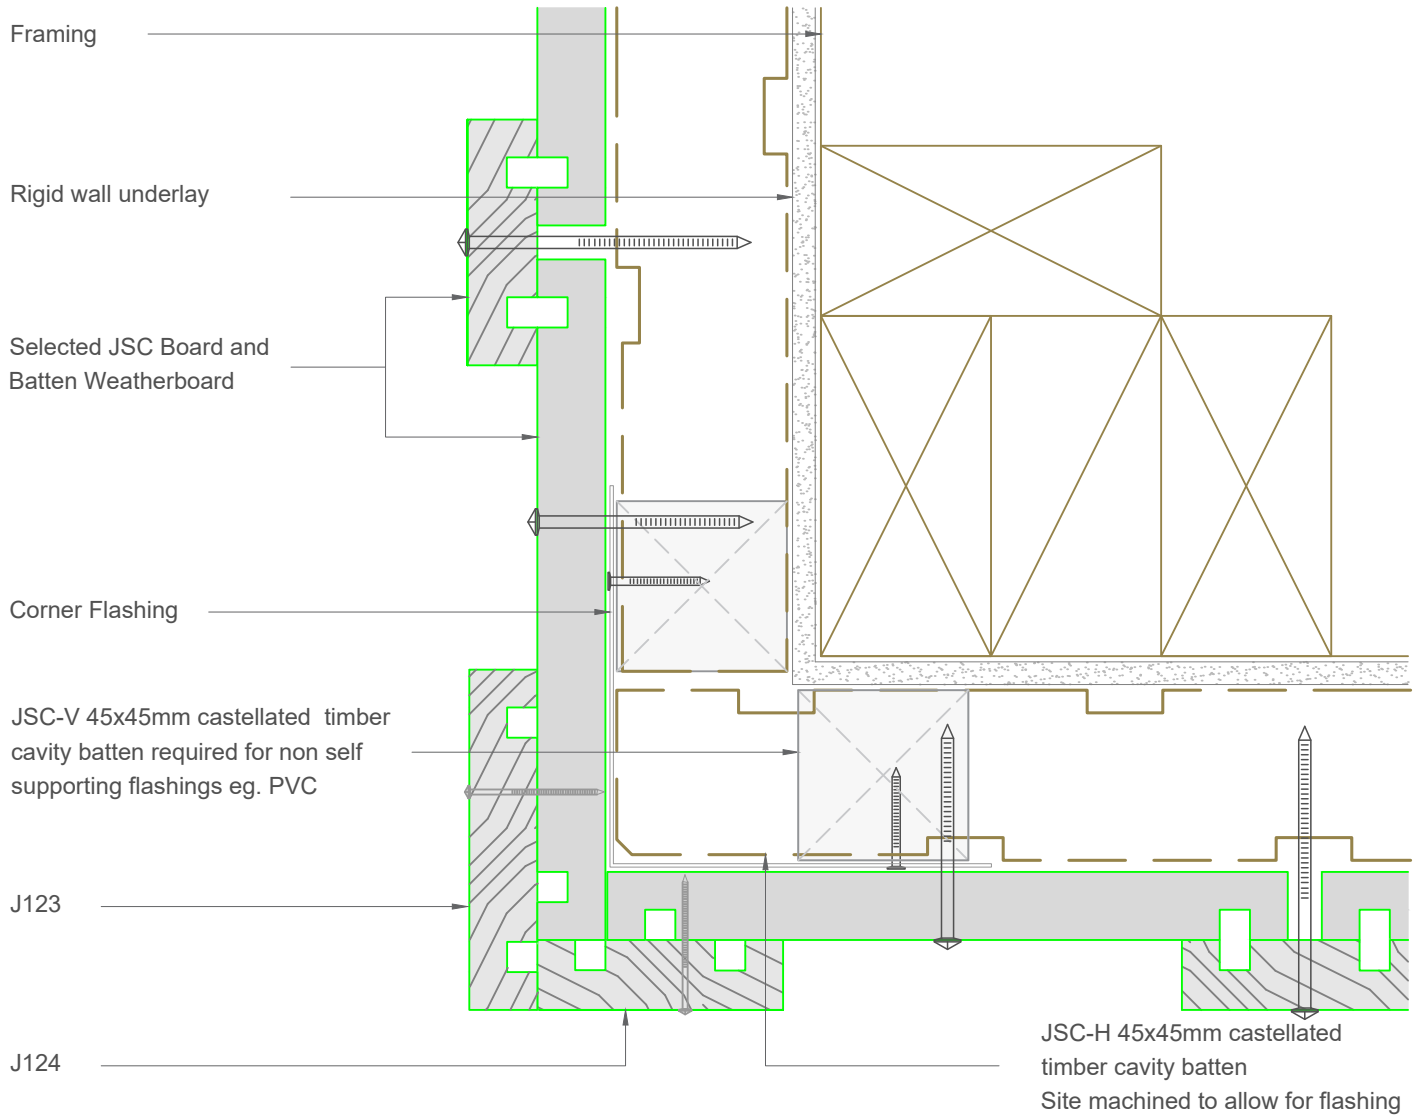 Framing
Rigid wall underlay
Selected JSC Board and
Batten Weatherboard
Corner Flashing
JSC-V 45x45mm castellated timber
cavity batten required for non self
supporting flashings eg. PVC
J123
J124
JSC-H 45x45mm castellated
timber cavity batten
Site machined to allow for flashing